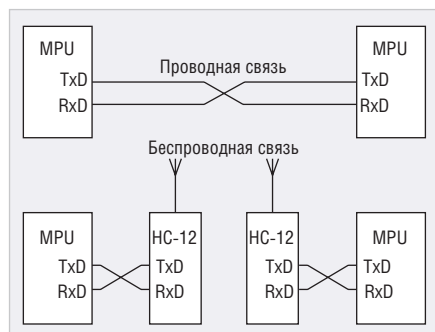 MPU MPU
TxD Проводная связь TxD
RxD RxD
Беспроводная связь
MPU HC-12 HC-12 MPU
TxD TxD TxD TxD
RxD RxD RxD RxD